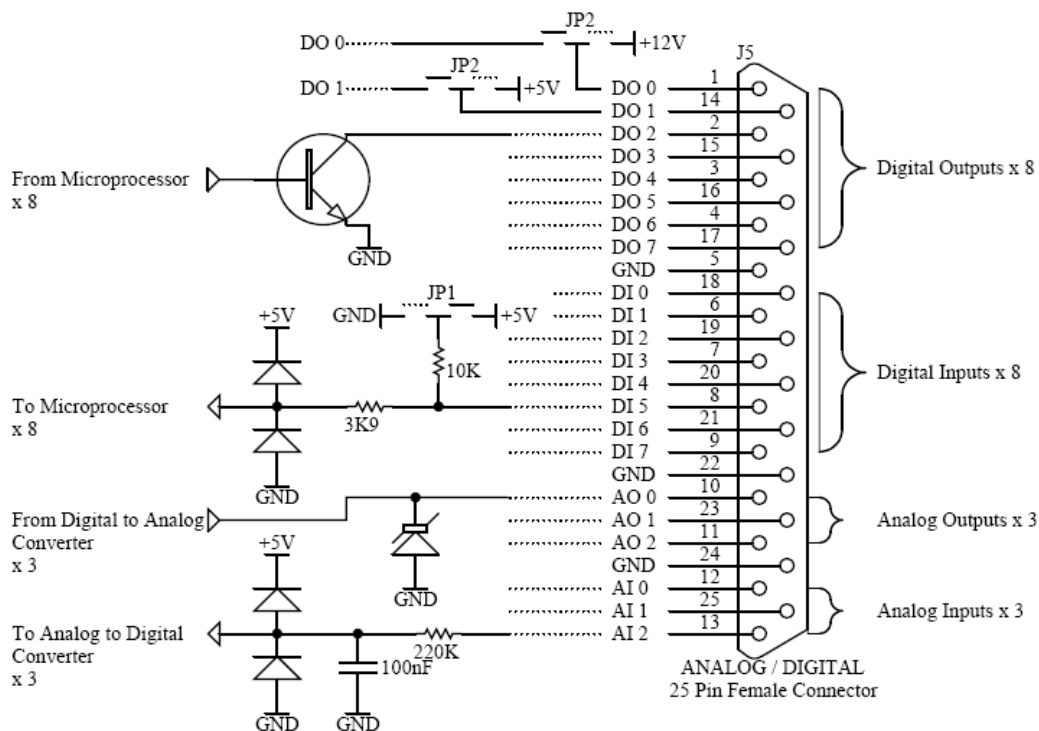 JP2
DO 0
+12V
J5
JP2
DO 1
+5V
DO 0
1
DO 1
14
DO 2
2
DO 3
15
DO 4
3
DO 5
16
DO 6
4
DO 7
17
From Microprocessor
x 8
GND
Digital Outputs x 8
GND
5
DI 0
18
DI 1
6
DI 2
19
DI 3
7
DI 4
20
DI 5
8
DI 6
21
DI 7
9
JP1
GND
+5V
+5V
10K
Digital Inputs x 8
To Microprocessor
x 8
3K9
GND
GND
22
AO 0
10
AO 1
23
AO 2
11
From Digital to Analog
Converter
x 3
Analog Outputs x 3
+5V
GND
GND
24
AI 0
12
AI 1
25
AI 2
13
Analog Inputs x 3
To Analog to Digital
Converter
x 3
220K
100nF
GND
GND
ANALOG / DIGITAL
25 Pin Female Connector